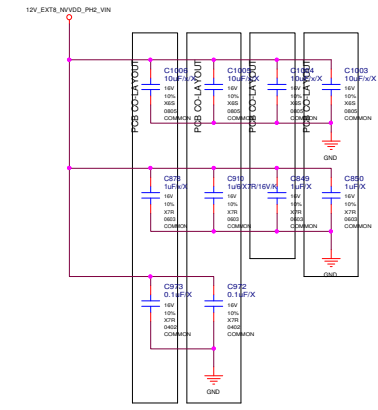 12V_EXT8_NVVDD_PH2_VIN
PCB CO-LAYOUT
C1006
10uF/X/X
16V
10%
X6S
0805
COMMON
PCB CO-LAYOUT
C1005
10uF/X/X
16V
10%
X6S
0805
COMMON
PCB CO-LAYOUT
C1004
10uF/X/X
16V
10%
X6S
0805
COMMON
PCB CO-LAYOUT
C1003
10uF/X/X
16V
10%
X6S
0805
COMMON
GND
C878
1uF/X/X
16V
10%
X7R
0603
COMMON
C910
1u/6/X7R/16V/K
16V
10%
X7R
0603
COMMON
C849
1uF/X
16V
10%
X7R
0603
COMMON
C850
1uF/X
16V
10%
X7R
0603
COMMON
GND
C973
0.1uF/X
16V
10%
X7R
0402
COMMON
C972
0.1uF/X
16V
10%
X7R
0402
COMMON
GND